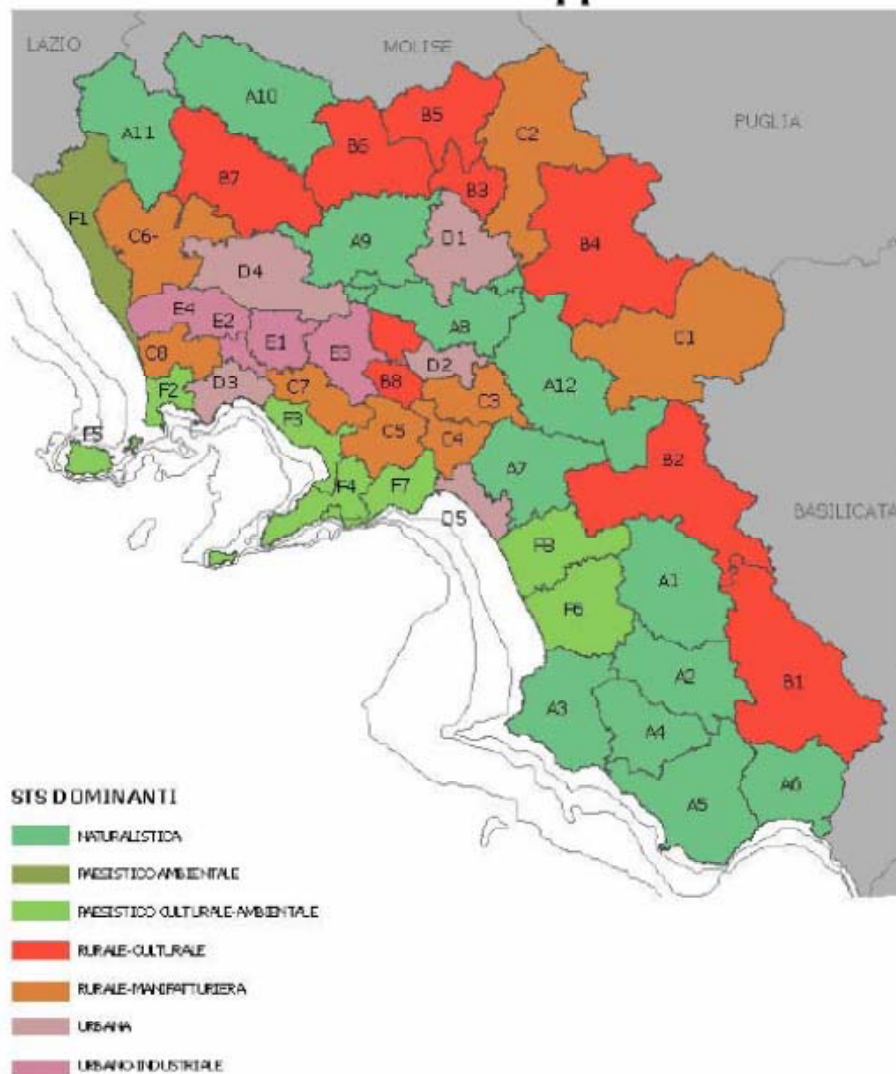 LAZIO
MOLISE
PUGLIA
BASILICATA
A10
A11
B5
C2
B6
B7
B3
F1
C6-
A9
D1
B4
D4
E4
E2
E1
E3
A8
C1
C8
D2
B8
A12
F2
D3
C7
C3
F3
F5
C5
C4
B2
A7
F4
F7
D5
F8
A1
F6
A2
B1
A3
A4
A5
A6
STS DOMINANTI
NATURALISTICA
PAESISTICO AMBIENTALE
PAESISTICO CULTURALE-AMBIENTALE
RURALE-CULTURALE
RURALE-MANIFATTURIERA
URBANA
URBANO-INDUSTRIALE